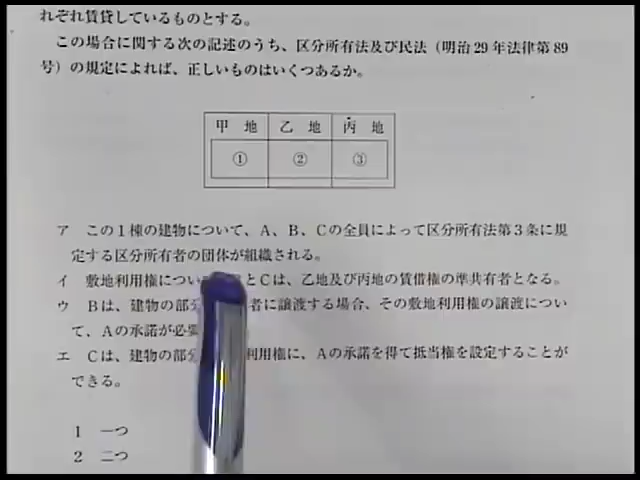 れぞれ賃貸しているものとする。
この場合に関する次の記述のうち、区分所有法及び民法（明治29年法律第89
号）の規定によれば、正しいものはいくつあるか。
甲 地 乙 地 丙 地
① ② ③
ア この1棟の建物について、A、B、Cの全員によって区分所有法第3条に規
定する区分所有者の団体が組織される。
イ 敷地利用権につい とCは、乙地及び丙地の賃借権の準共有者となる。
ウ Bは、建物の部 者に譲渡する場合、その敷地利用権の譲渡につい
て、Aの承諾が必
エ Cは、建物の部 利用権に、Aの承諾を得て抵当権を設定することが
できる。
1 一つ
2 二つ